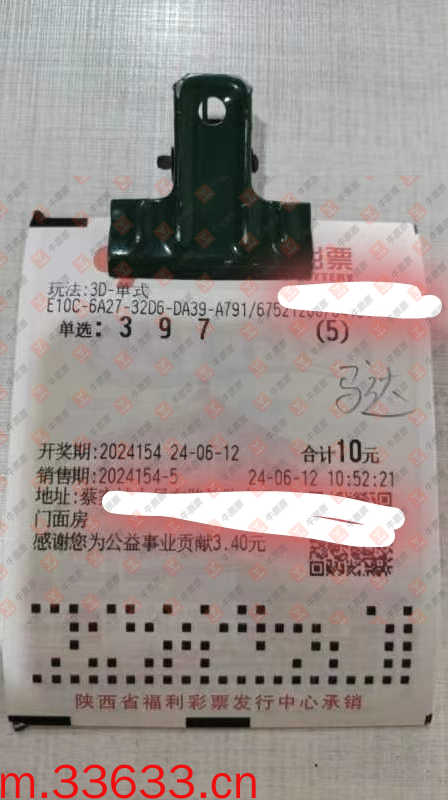 彩票
玩法:3D-单式
E10C-6A27-32D6-DA39-A791/67521200/
单选: 3 9 7 (5)
马达
开奖期:2024154 24-06-12 合计10元
销售期:2024154-5 24-06-12 10:52:21
地址:蔡
门面房
感谢您为公益事业贡献3.40元
陕西省福利彩票发行中心承销
m.33633.cn